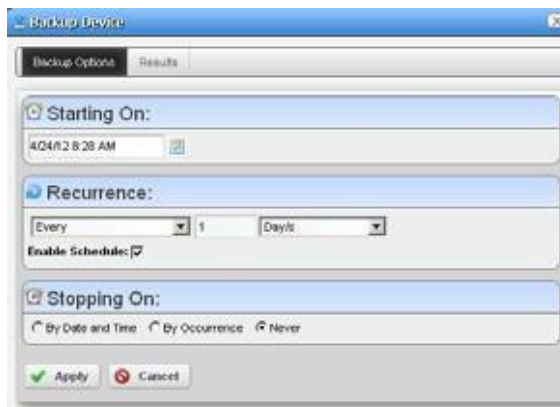 Backup Device
Backup Options Results
Starting On:
4/24/12 8:28 AM
Recurrence:
Every 1 Day/s
Enable Schedule:
Stopping On:
By Date and Time By Occurrence Never
Apply Cancel